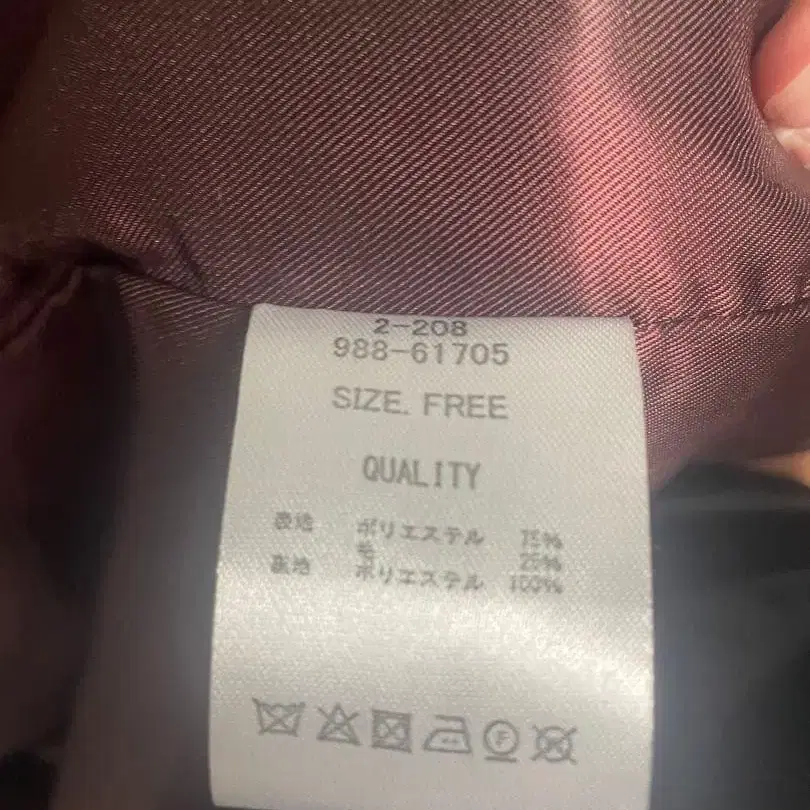 2-208
988-61705
SIZE. FREE
QUALITY
表地 ポリエステル 75%
毛 25%
裏地 ポリエステル 100%
F